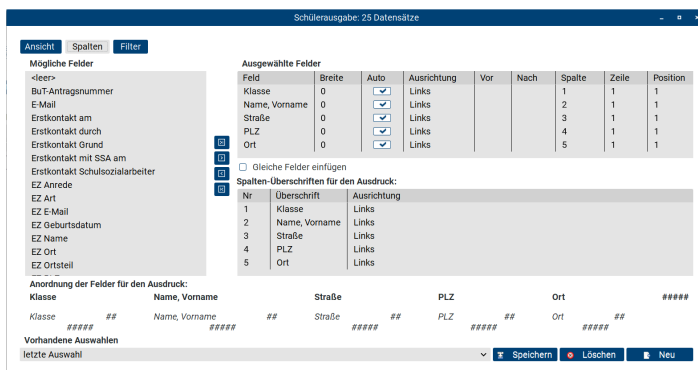 Schülerausgabe: 25 Datensätze
Ansicht Spalten Filter
Mögliche Felder
<leer>
BuT-Antragsnummer
E-Mail
Erstkontakt am
Erstkontakt durch
Erstkontakt Grund
Erstkontakt mit SSA am
Erstkontakt Schulsozialarbeiter
EZ Anrede
EZ Art
EZ E-Mail
EZ Geburtsdatum
EZ Name
EZ Ort
EZ Ortsteil
Ausgewählte Felder
Feld Breite Auto Ausrichtung Vor Nach Spalte Zeile Position
Klasse 0 Links 1 1 1
Name, Vorname 0 Links 2 1 1
Straße 0 Links 3 1 1
PLZ 0 Links 4 1 1
Ort 0 Links 5 1 1
Gleiche Felder einfügen
Spalten-Überschriften für den Ausdruck:
Nr Überschrift Ausrichtung
1 Klasse Links
2 Name, Vorname Links
3 Straße Links
4 PLZ Links
5 Ort Links
Anordnung der Felder für den Ausdruck:
Klasse Name, Vorname Straße PLZ Ort #####
Klasse ## Name, Vorname ## Straße ## PLZ ## Ort ##
##### ##### ##### ##### #####
Vorhandene Auswahlen
letzte Auswahl Speichern Löschen Neu